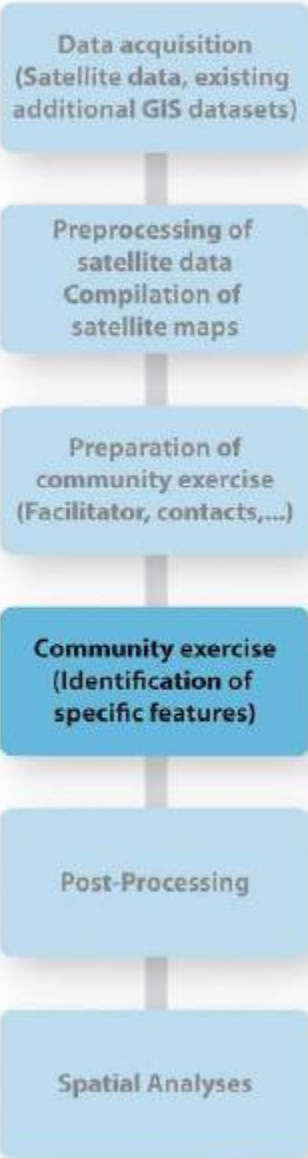 Data acquisition
(Satellite data, existing
additional GIS datasets)
Preprocessing of
satellite data
Compilation of
satellite maps
Preparation of
community exercise
(Facilitator, contacts,...)
Community exercise
(Identification of
specific features)
Post-Processing
Spatial Analyses